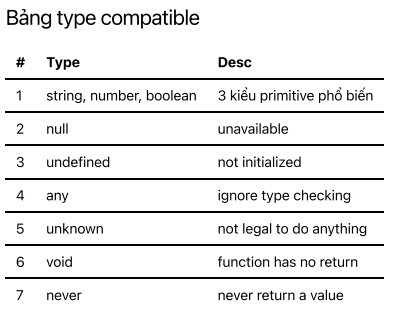 Bảng type compatible
# Type Desc
1 string, number, boolean 3 kiểu primitive phổ biến
2 null unavailable
3 undefined not initialized
4 any ignore type checking
5 unknown not legal to do anything
6 void function has no return
7 never never return a value